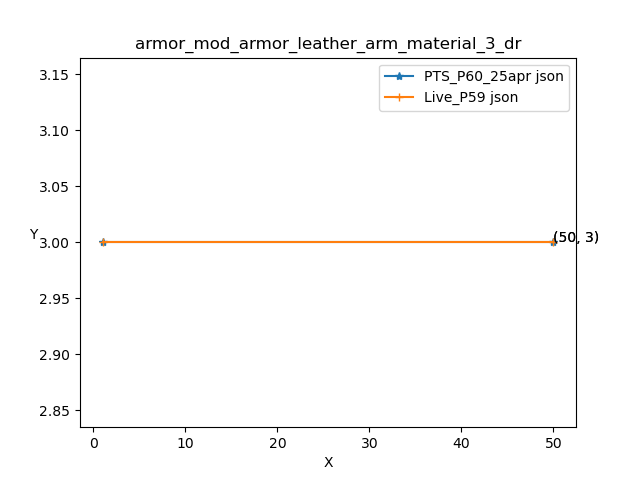 armor_mod_armor_leather_arm_material_3_dr
PTS_P60_25apr json
Live_P59 json
3.15
3.10
3.05
Y
3.00
(50, 3)
2.95
2.90
2.85
0
10
20
30
40
50
X